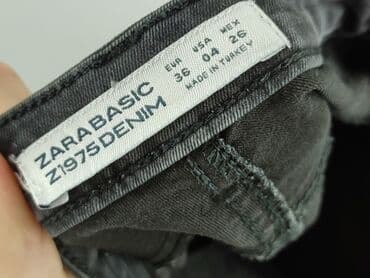 ZARA BASIC
Z1975 DENIM
EUR USA MEX
36 04 26
MADE IN TURKEY